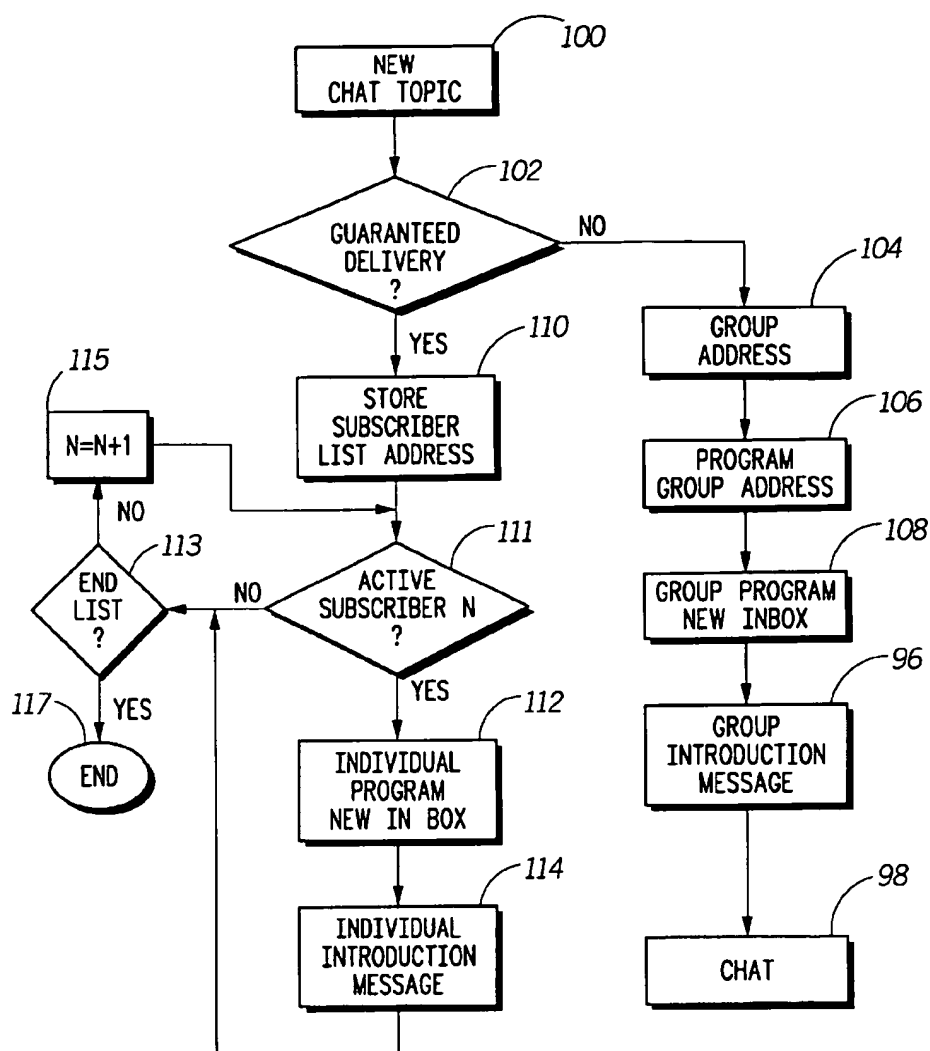 100
NEW
CHAT TOPIC
102
GUARANTEED
DELIVERY
?
NO
YES
104
GROUP
ADDRESS
110
STORE
SUBSCRIBER
LIST ADDRESS
115
N=N+1
106
PROGRAM
GROUP ADDRESS
NO
111
ACTIVE
SUBSCRIBER N
?
NO
YES
113
END
LIST
?
YES
108
GROUP PROGRAM
NEW INBOX
117
END
112
INDIVIDUAL
PROGRAM
NEW IN BOX
96
GROUP
INTRODUCTION
MESSAGE
114
INDIVIDUAL
INTRODUCTION
MESSAGE
98
CHAT